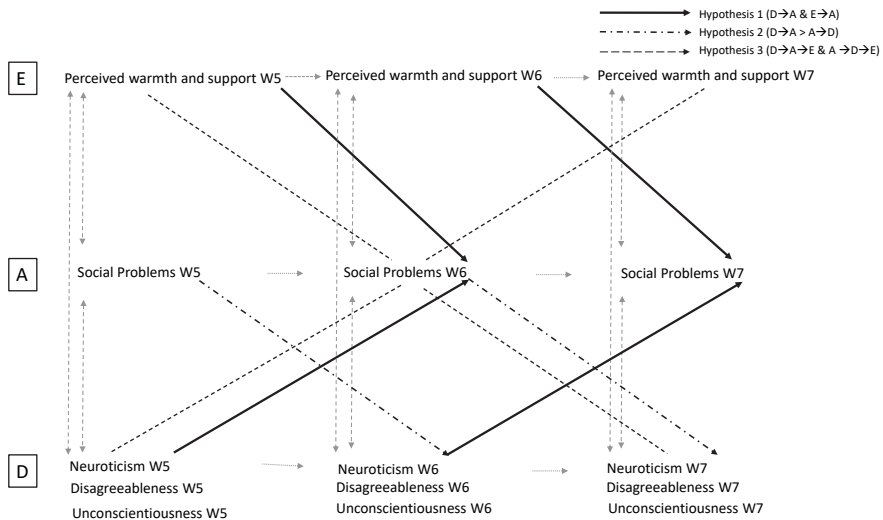 Hypothesis 1 (D→A & E→A)
Hypothesis 2 (D→A > A→D)
Hypothesis 3 (D→A→E & A →D→E)
E
Perceived warmth and support W5
Perceived warmth and support W6
Perceived warmth and support W7
A
Social Problems W5
Social Problems W6
Social Problems W7
D
Neuroticism W5
Disagreeableness W5
Unconscientiousness W5
Neuroticism W6
Disagreeableness W6
Unconscientiousness W6
Neuroticism W7
Disagreeableness W7
Unconscientiousness W7